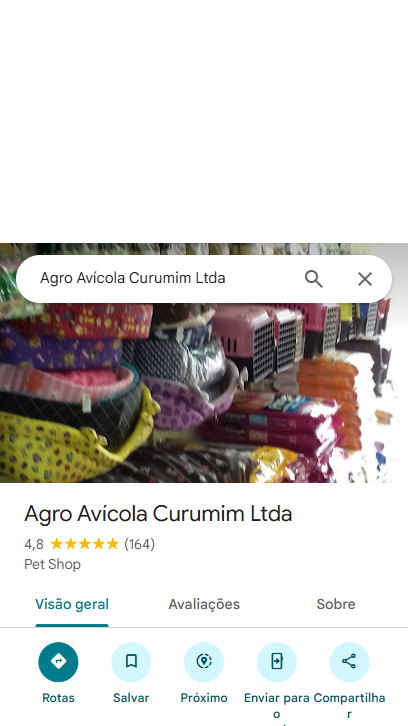 Agro Avícola Curumim Ltda
Agro Avícola Curumim Ltda
4,8 (164)
Pet Shop
Visão geral Avaliações Sobre
Rotas Salvar Próximo Enviar para o Compartilhar